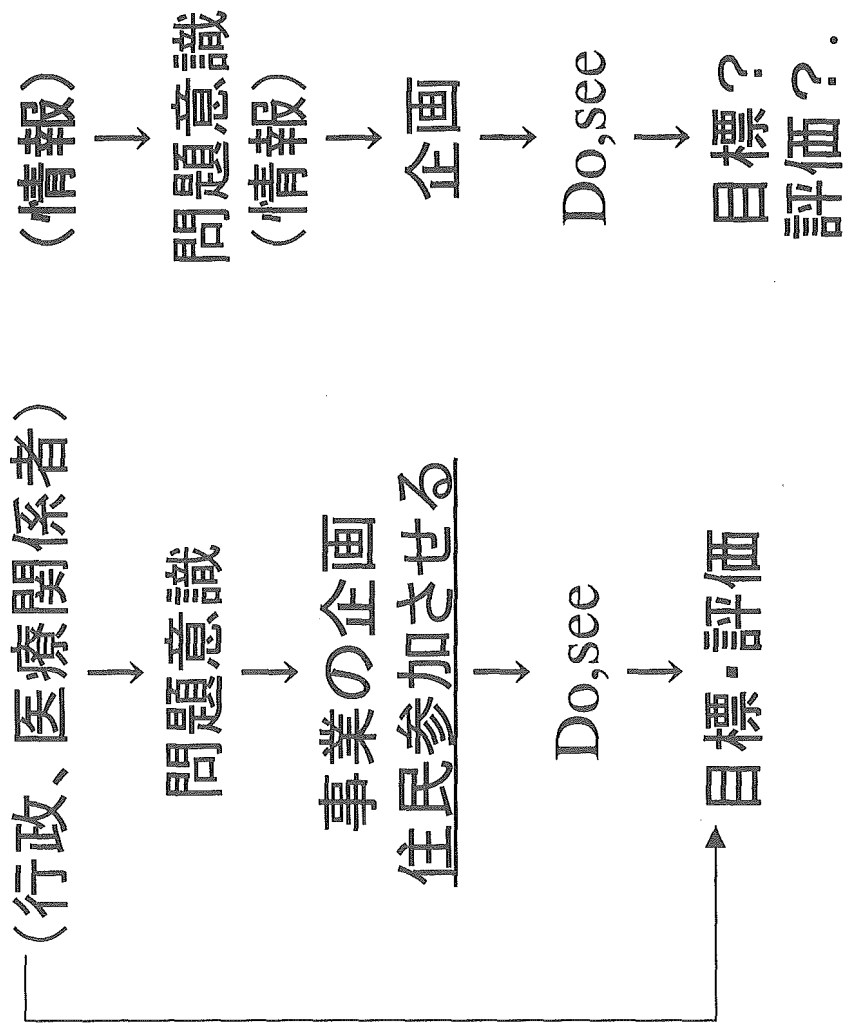 (行政、医療関係者)
↓
問題意識
↓
事業の企画
住民参加させる
↓
Do,see
↓
目標・評価
(情報)
↓
問題意識
(情報)
↓
企画
↓
Do,see
↓
目標?
評価?.